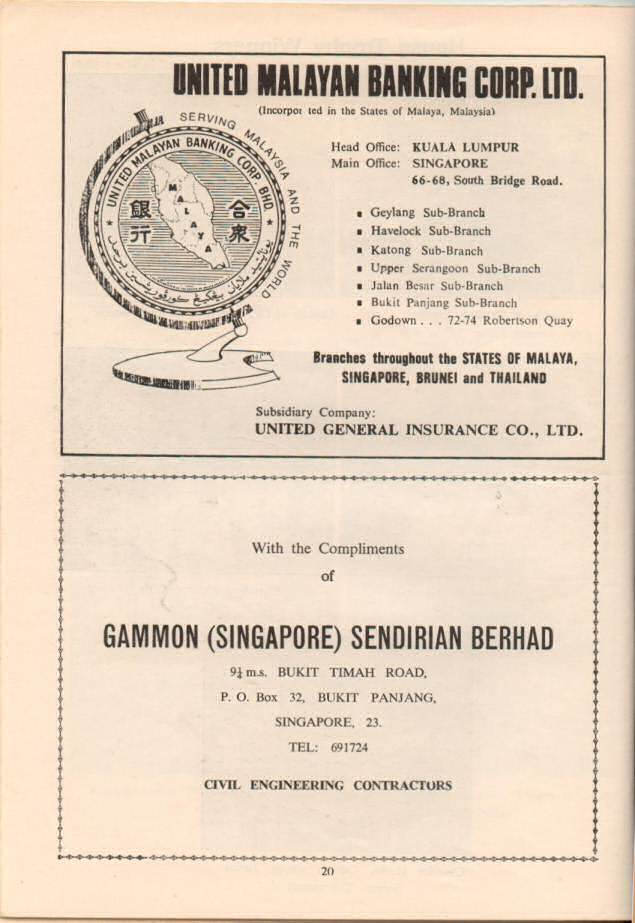 UNITED MALAYAN BANKING CORP. LTD.
(Incorpor ted in the States of Malaya, Malaysia)
SERVING MALAYSIA AND THE WORLD
UNITED MALAYAN BANKING CORP BHD
MALAYA
銀行
合衆
Head Office: KUALA LUMPUR
Main Office: SINGAPORE
66-68, South Bridge Road.
▪ Geylang Sub-Branch
▪ Havelock Sub-Branch
▪ Katong Sub-Branch
▪ Upper Serangoon Sub-Branch
▪ Jalan Besar Sub-Branch
▪ Bukit Panjang Sub-Branch
▪ Godown . . . 72-74 Robertson Quay
Branches throughout the STATES OF MALAYA,
SINGAPORE, BRUNEI and THAILAND
Subsidiary Company:
UNITED GENERAL INSURANCE CO., LTD.
With the Compliments
of
GAMMON (SINGAPORE) SENDIRIAN BERHAD
m.s. BUKIT TIMAH ROAD,
P. O. Box 32, BUKIT PANJANG,
SINGAPORE, 23.
TEL: 691724
CIVIL ENGINEERING CONTRACTORS
20